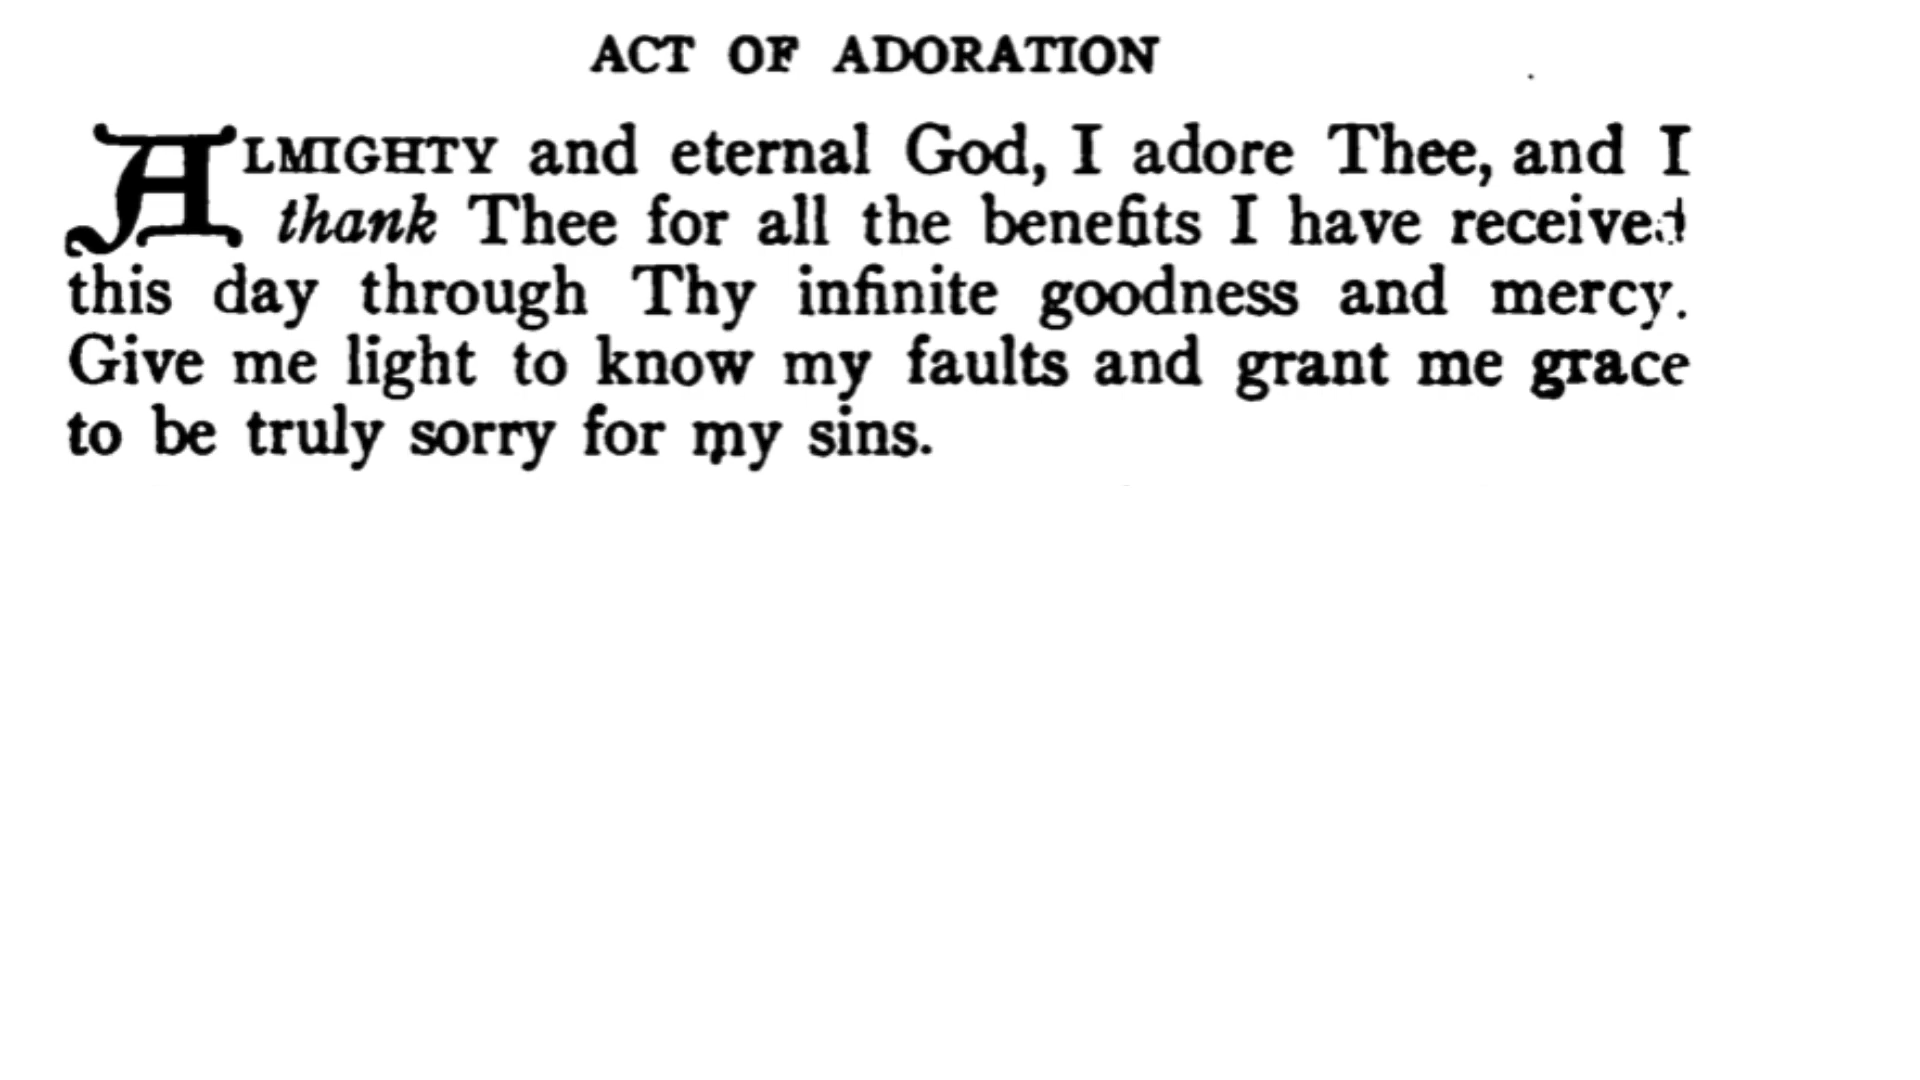 ACT OF ADORATION
ALMIGHTY and eternal God, I adore Thee, and I
thank Thee for all the benefits I have received
this day through Thy infinite goodness and mercy.
Give me light to know my faults and grant me grace
to be truly sorry for my sins.